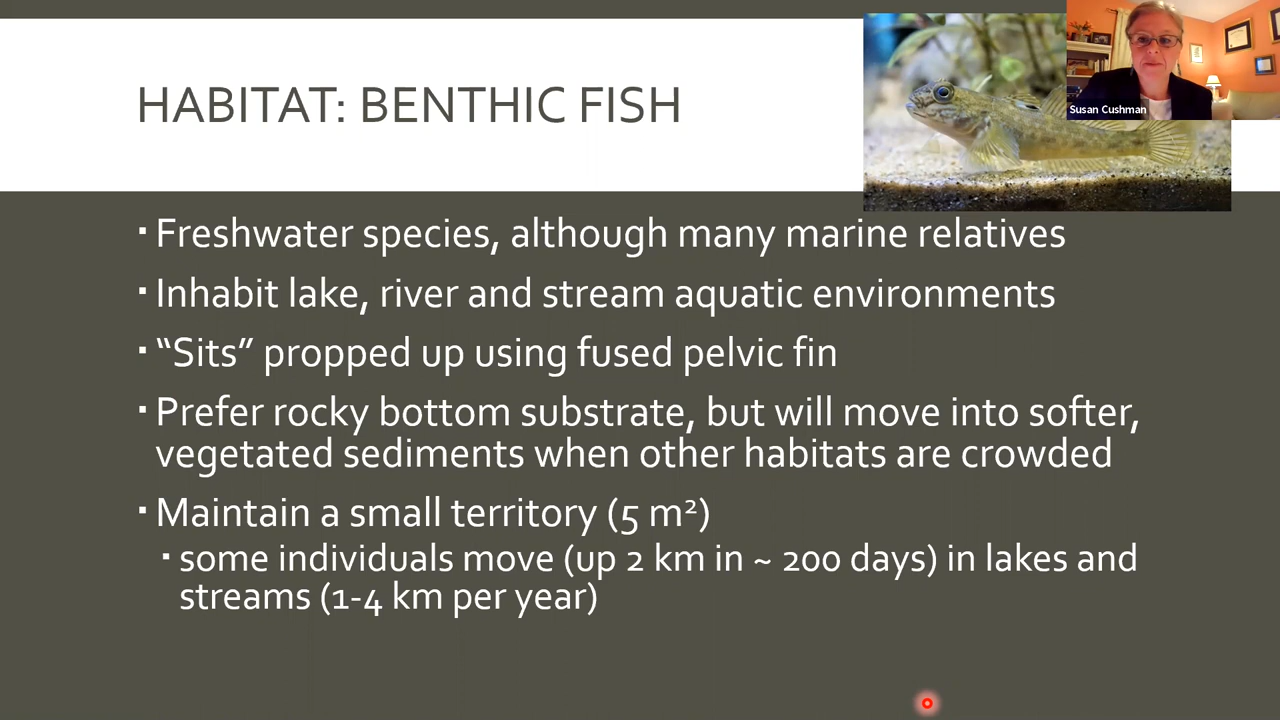 HABITAT: BENTHIC FISH
Susan Cushman
▪ Freshwater species, although many marine relatives
▪ Inhabit lake, river and stream aquatic environments
▪ “Sits” propped up using fused pelvic fin
▪ Prefer rocky bottom substrate, but will move into softer,
vegetated sediments when other habitats are crowded
▪ Maintain a small territory (5 m²)
▪ some individuals move (up 2 km in ~ 200 days) in lakes and
streams (1-4 km per year)